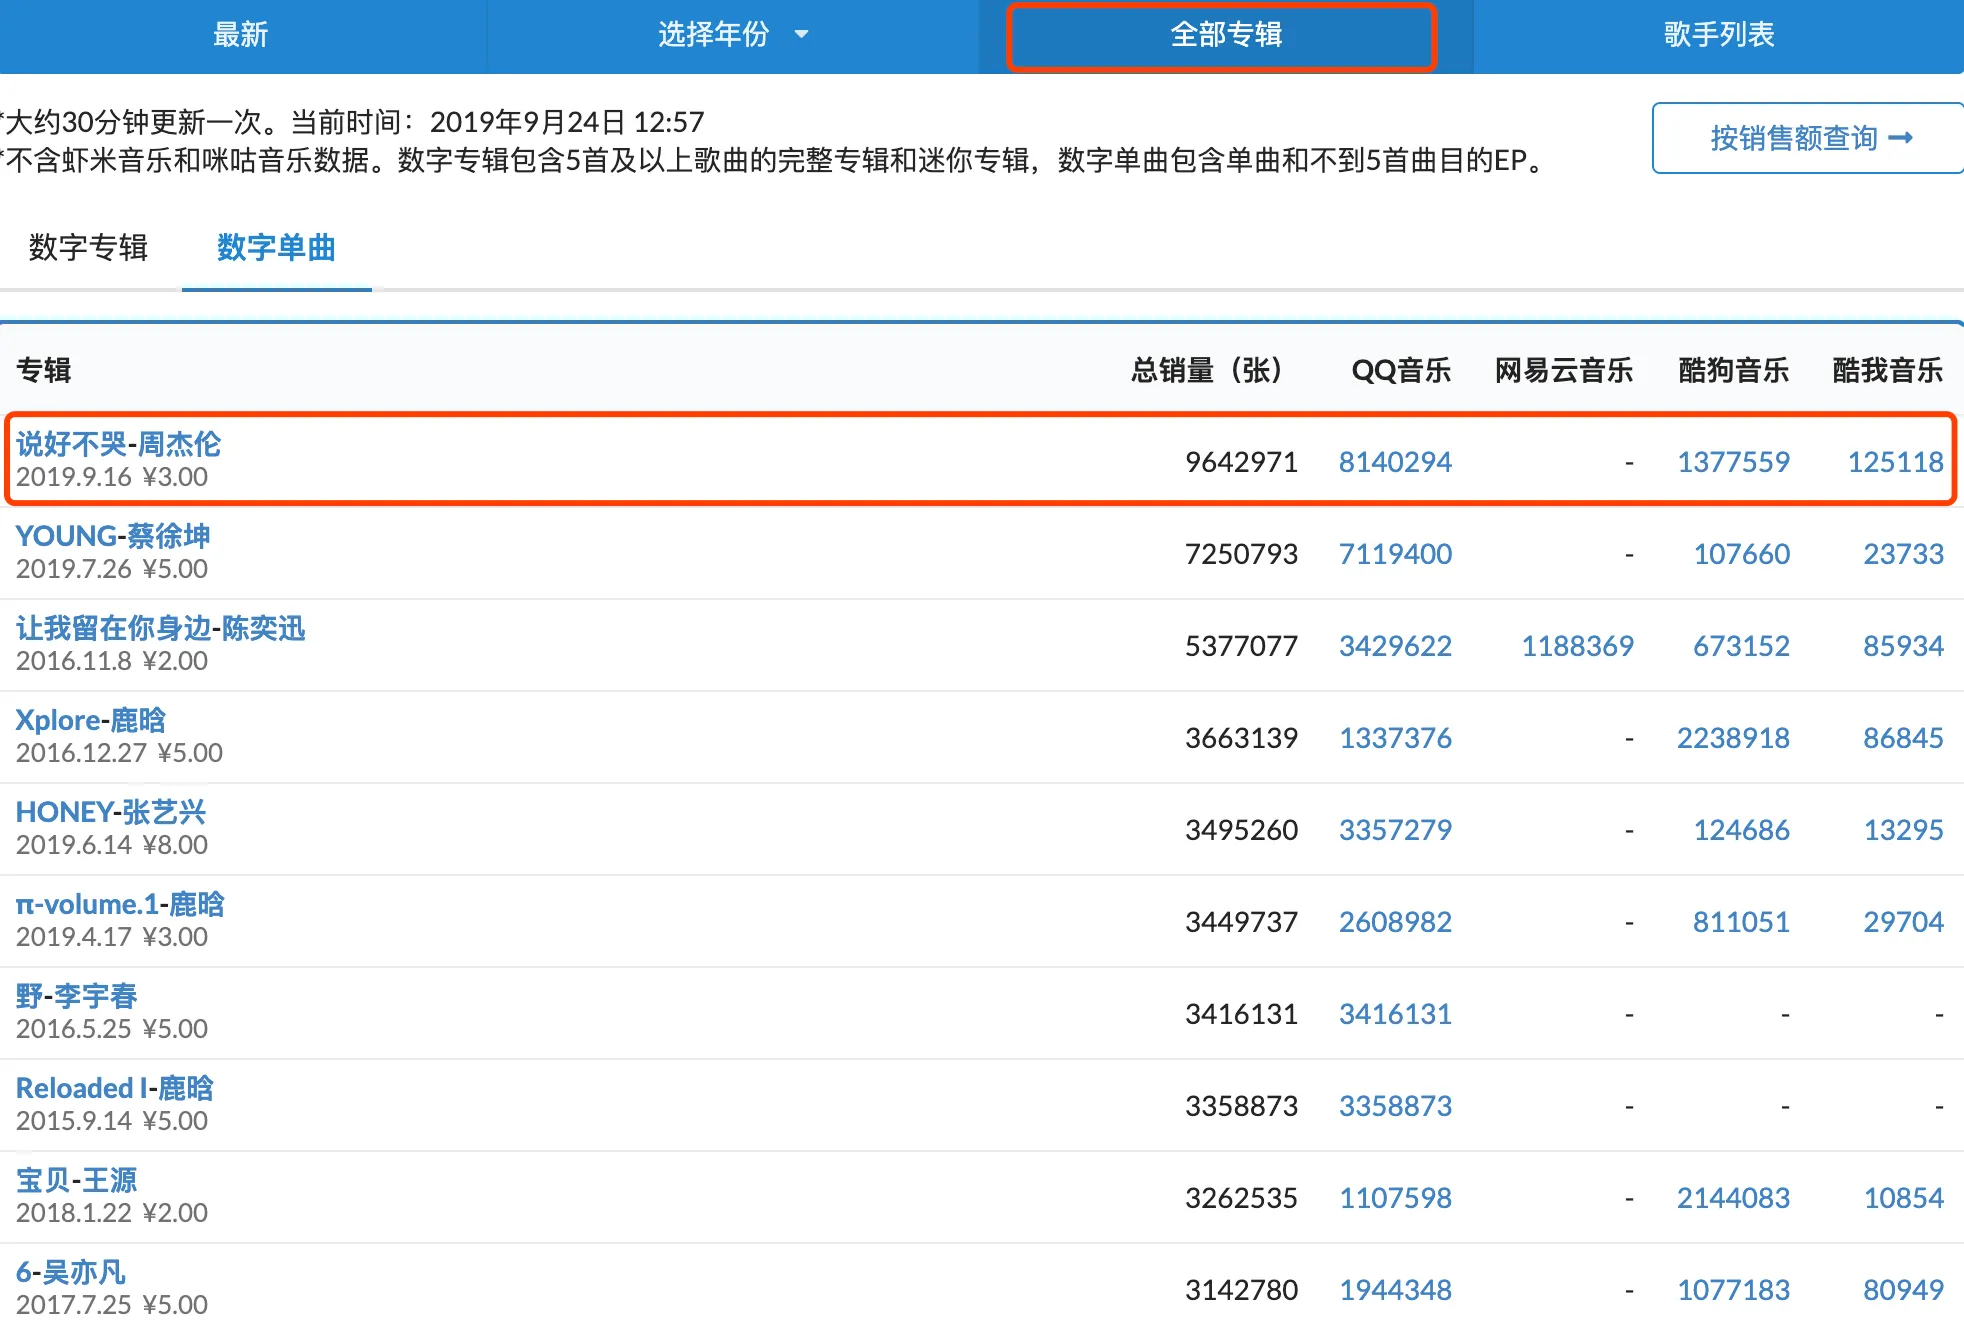 最新 选择年份 全部专辑 歌手列表
*大约30分钟更新一次。当前时间：2019年9月24日 12:57
*不含虾米音乐和咪咕音乐数据。数字专辑包含5首及以上歌曲的完整专辑和迷你专辑，数字单曲包含单曲和不到5首曲目的EP。
按销售额查询
数字专辑 数字单曲
专辑 总销量（张） QQ音乐 网易云音乐 酷狗音乐 酷我音乐
说好不哭-周杰伦
2019.9.16 ¥3.00
9642971 8140294 - 1377559 125118
YOUNG-蔡徐坤
2019.7.26 ¥5.00
7250793 7119400 - 107660 23733
让我留在你身边-陈奕迅
2016.11.8 ¥2.00
5377077 3429622 1188369 673152 85934
Xplore-鹿晗
2016.12.27 ¥5.00
3663139 1337376 - 2238918 86845
HONEY-张艺兴
2019.6.14 ¥8.00
3495260 3357279 - 124686 13295
π-volume.1-鹿晗
2019.4.17 ¥3.00
3449737 2608982 - 811051 29704
野-李宇春
2016.5.25 ¥5.00
3416131 3416131 - - -
Reloaded I-鹿晗
2015.9.14 ¥5.00
3358873 3358873 - - -
宝贝-王源
2018.1.22 ¥2.00
3262535 1107598 - 2144083 10854
6-吴亦凡
2017.7.25 ¥5.00
3142780 1944348 - 1077183 80949